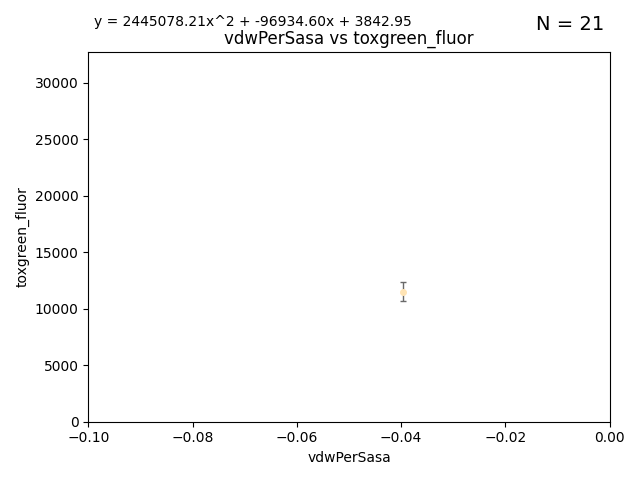 y = 2445078.21x^2 + -96934.60x + 3842.95
N = 21
vdwPerSasa vs toxgreen_fluor
30000
25000
20000
15000
10000
5000
0
toxgreen_fluor
−0.10 −0.08 −0.06 −0.04 −0.02 0.00
vdwPerSasa